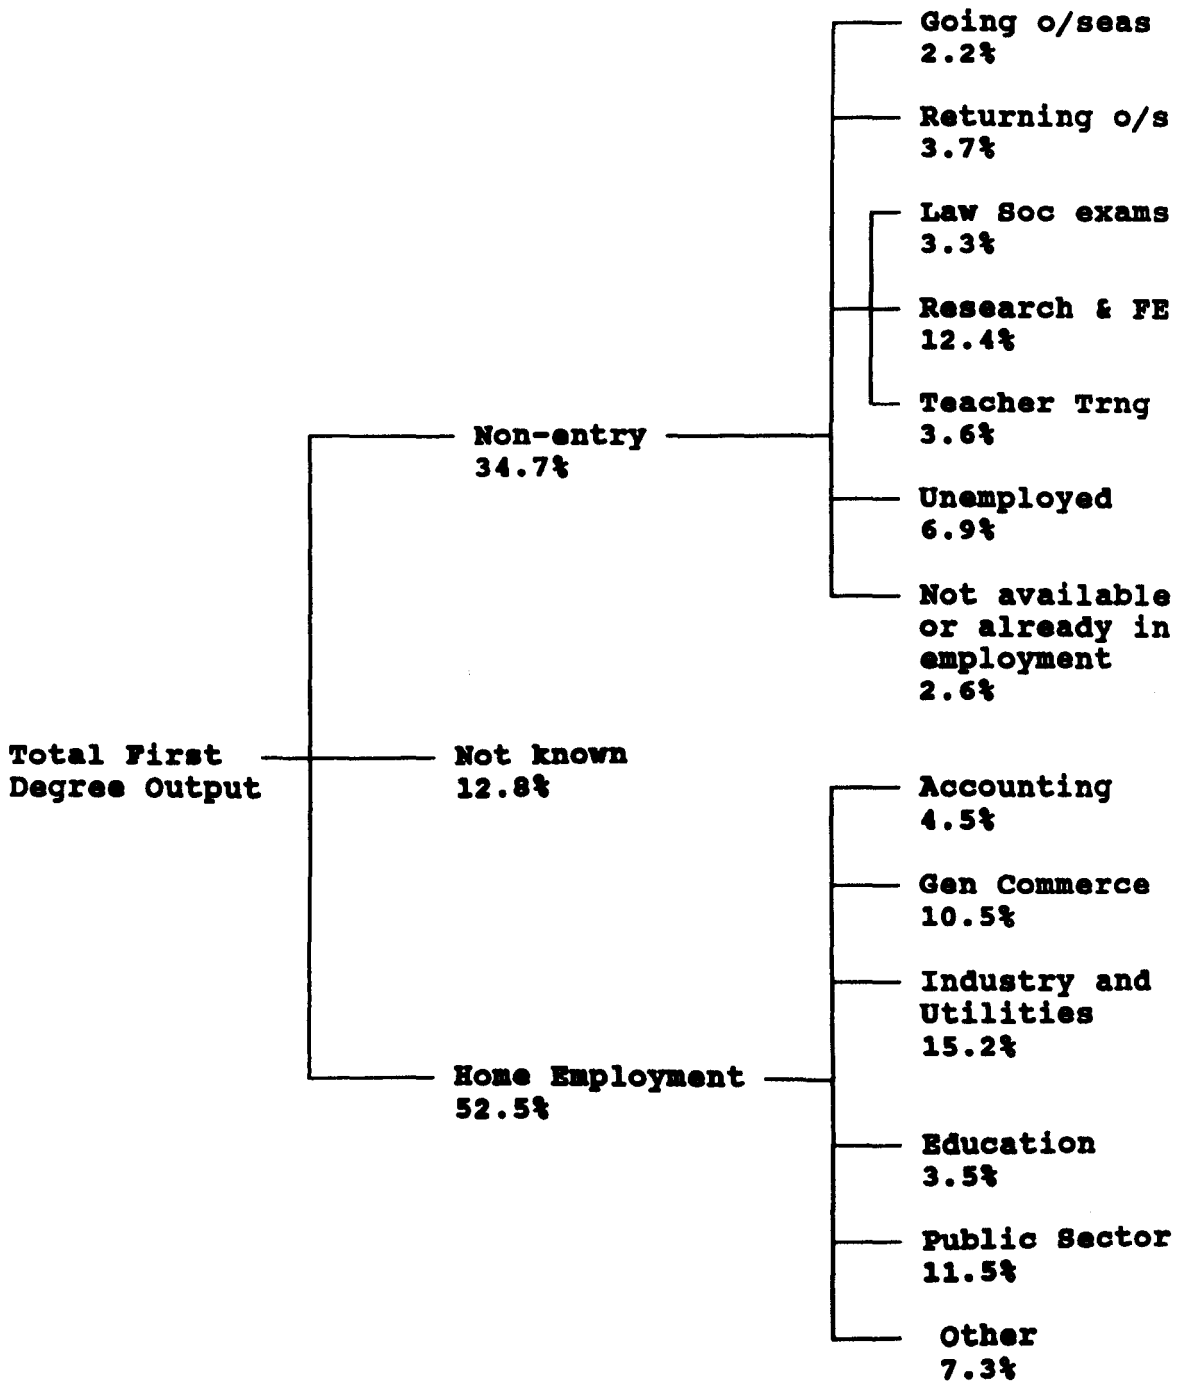 Going o/seas
2.2%
Returning o/s
3.7%
Law Soc exams
3.3%
Research & FE
12.4%
Teacher Trng
3.6%
Non-entry
34.7%
Unemployed
6.9%
Not available
or already in
employment
2.6%
Total First
Degree Output
Not known
12.8%
Accounting
4.5%
Gen Commerce
10.5%
Industry and
Utilities
15.2%
Home Employment
52.5%
Education
3.5%
Public Sector
11.5%
Other
7.3%